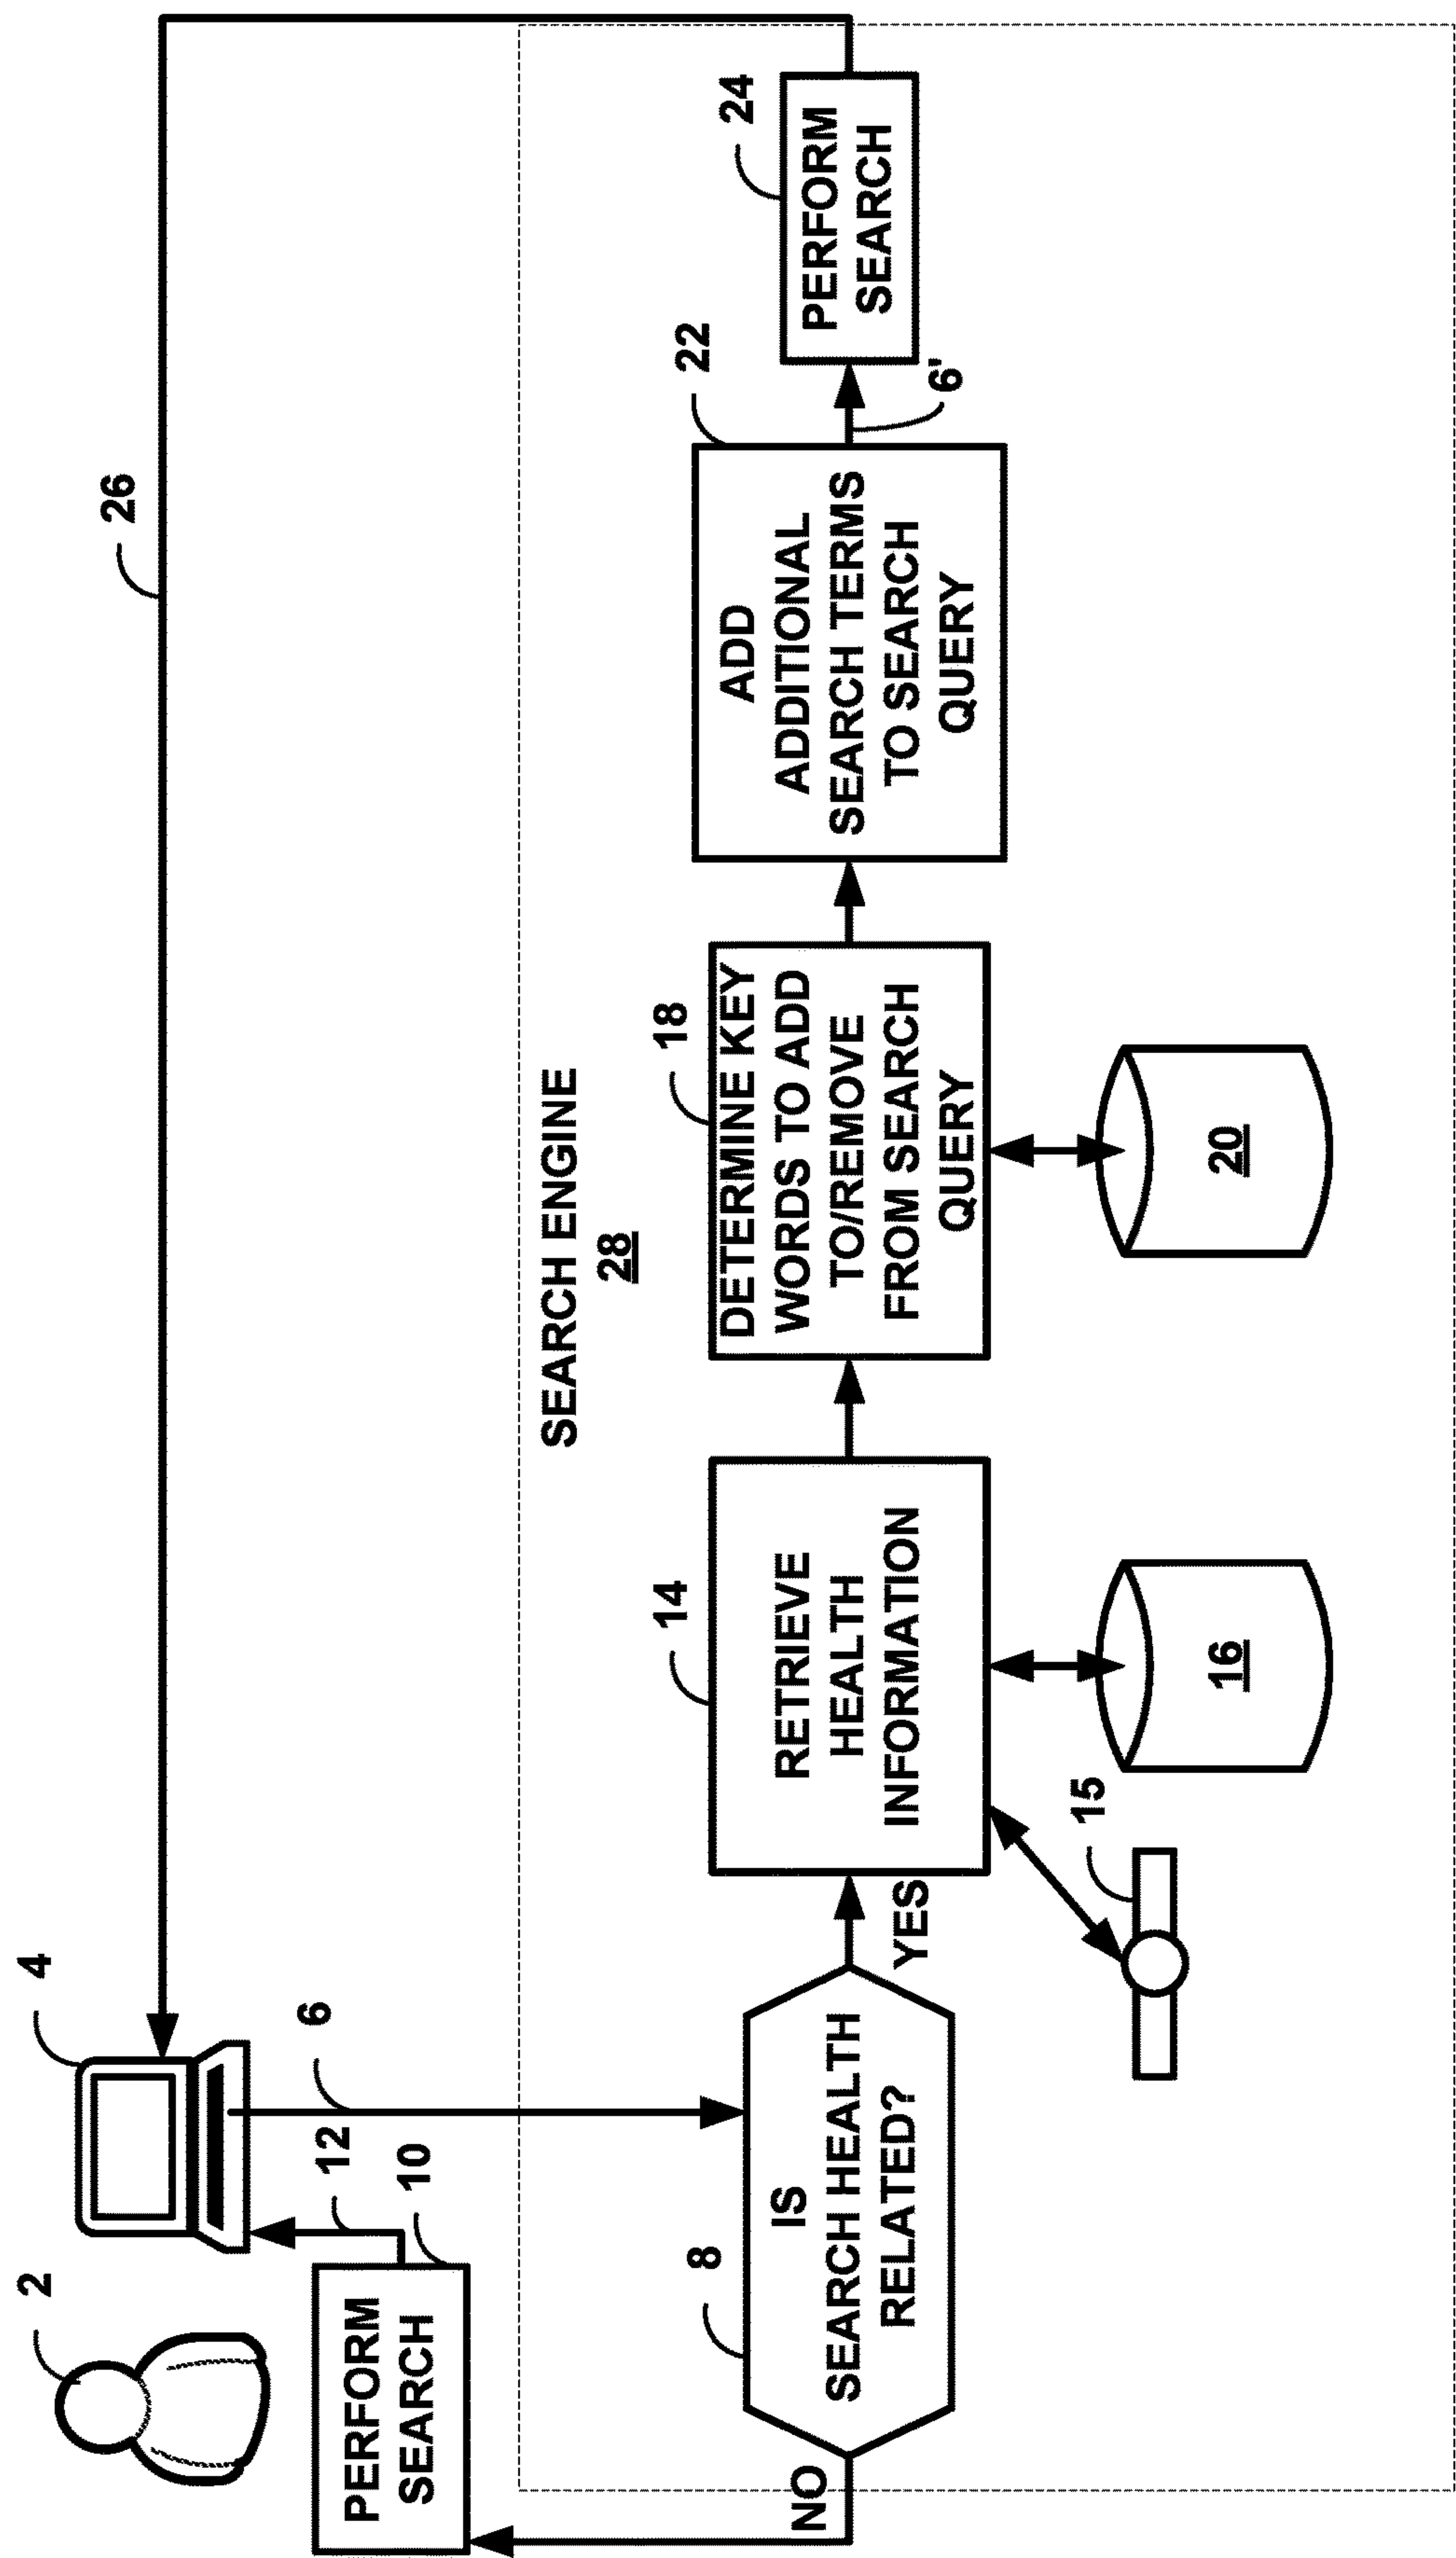 2
4
26
6
12
10
PERFORM
SEARCH
SEARCH ENGINE
28
8
IS
SEARCH HEALTH
RELATED?
NO
YES
14
RETRIEVE
HEALTH
INFORMATION
15
16
18
DETERMINE KEY
WORDS TO ADD
TO/REMOVE
FROM SEARCH
QUERY
20
22
ADD
ADDITIONAL
SEARCH TERMS
TO SEARCH
QUERY
6'
24
PERFORM
SEARCH